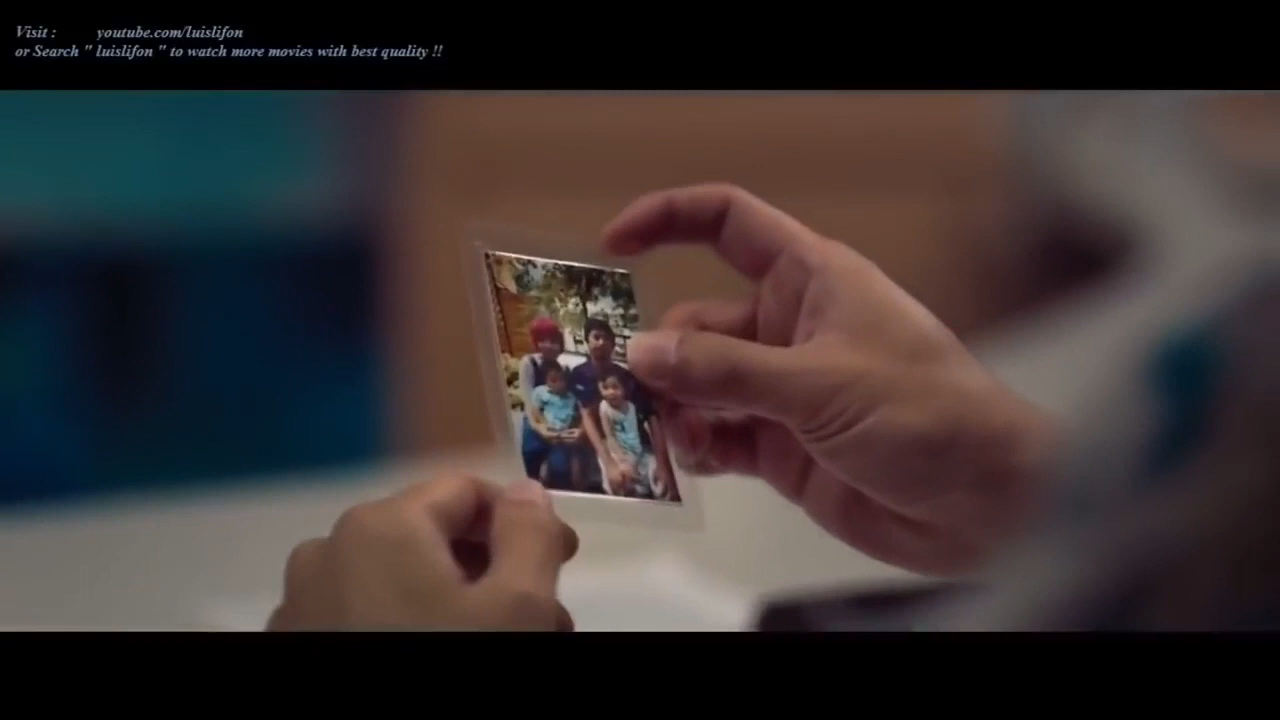 Visit : youtube.com/luislifon
or Search " luislifon " to watch more movies with best quality !!